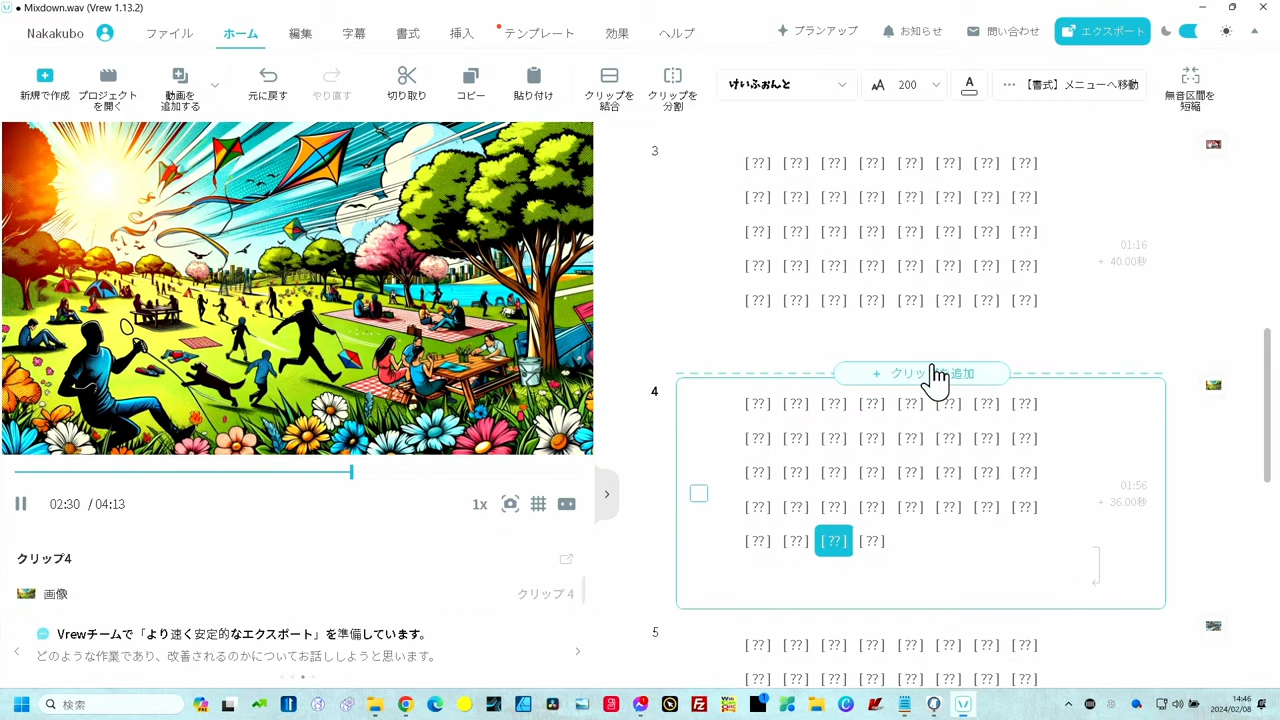 Mixdown.wav (Vrew 1.13.2)
Nakakubo ファイル ホーム 編集 字幕 書式 挿入 テンプレート 効果 ヘルプ プランアップ お知らせ 問い合わせ エクスポート
新規で作成 プロジェクトを開く 動画を追加する 元に戻す やり直す 切り取り コピー 貼り付け クリップを結合 クリップを分割 けいふぉんと 200 【書式】メニューへ移動 無音区間を短縮
3
[??] [??] [??] [??] [??] [??] [??] [??]
[??] [??] [??] [??] [??] [??] [??] [??]
[??] [??] [??] [??] [??] [??] [??] [??]
[??] [??] [??] [??] [??] [??] [??] [??]
[??] [??] [??] [??] [??] [??] [??] [??]
01:16
+ 40.00秒
+ クリップを追加
4
[??] [??] [??] [??] [??] [??] [??] [??]
[??] [??] [??] [??] [??] [??] [??] [??]
[??] [??] [??] [??] [??] [??] [??] [??]
[??] [??] [??] [??] [??] [??] [??] [??]
[??] [??] [??] [??]
01:56
+ 36.00秒
5
[??] [??] [??] [??] [??] [??] [??] [??]
[??] [??] [??] [??] [??] [??] [??] [??]
02:30 / 04:13 1x
クリップ4
画像 クリップ 4
Vrewチームで「より速く安定的なエクスポート」を準備しています。
どのような作業であり、改善されるのかについてお話ししようと思います。
検索
14:46
2024/02/08